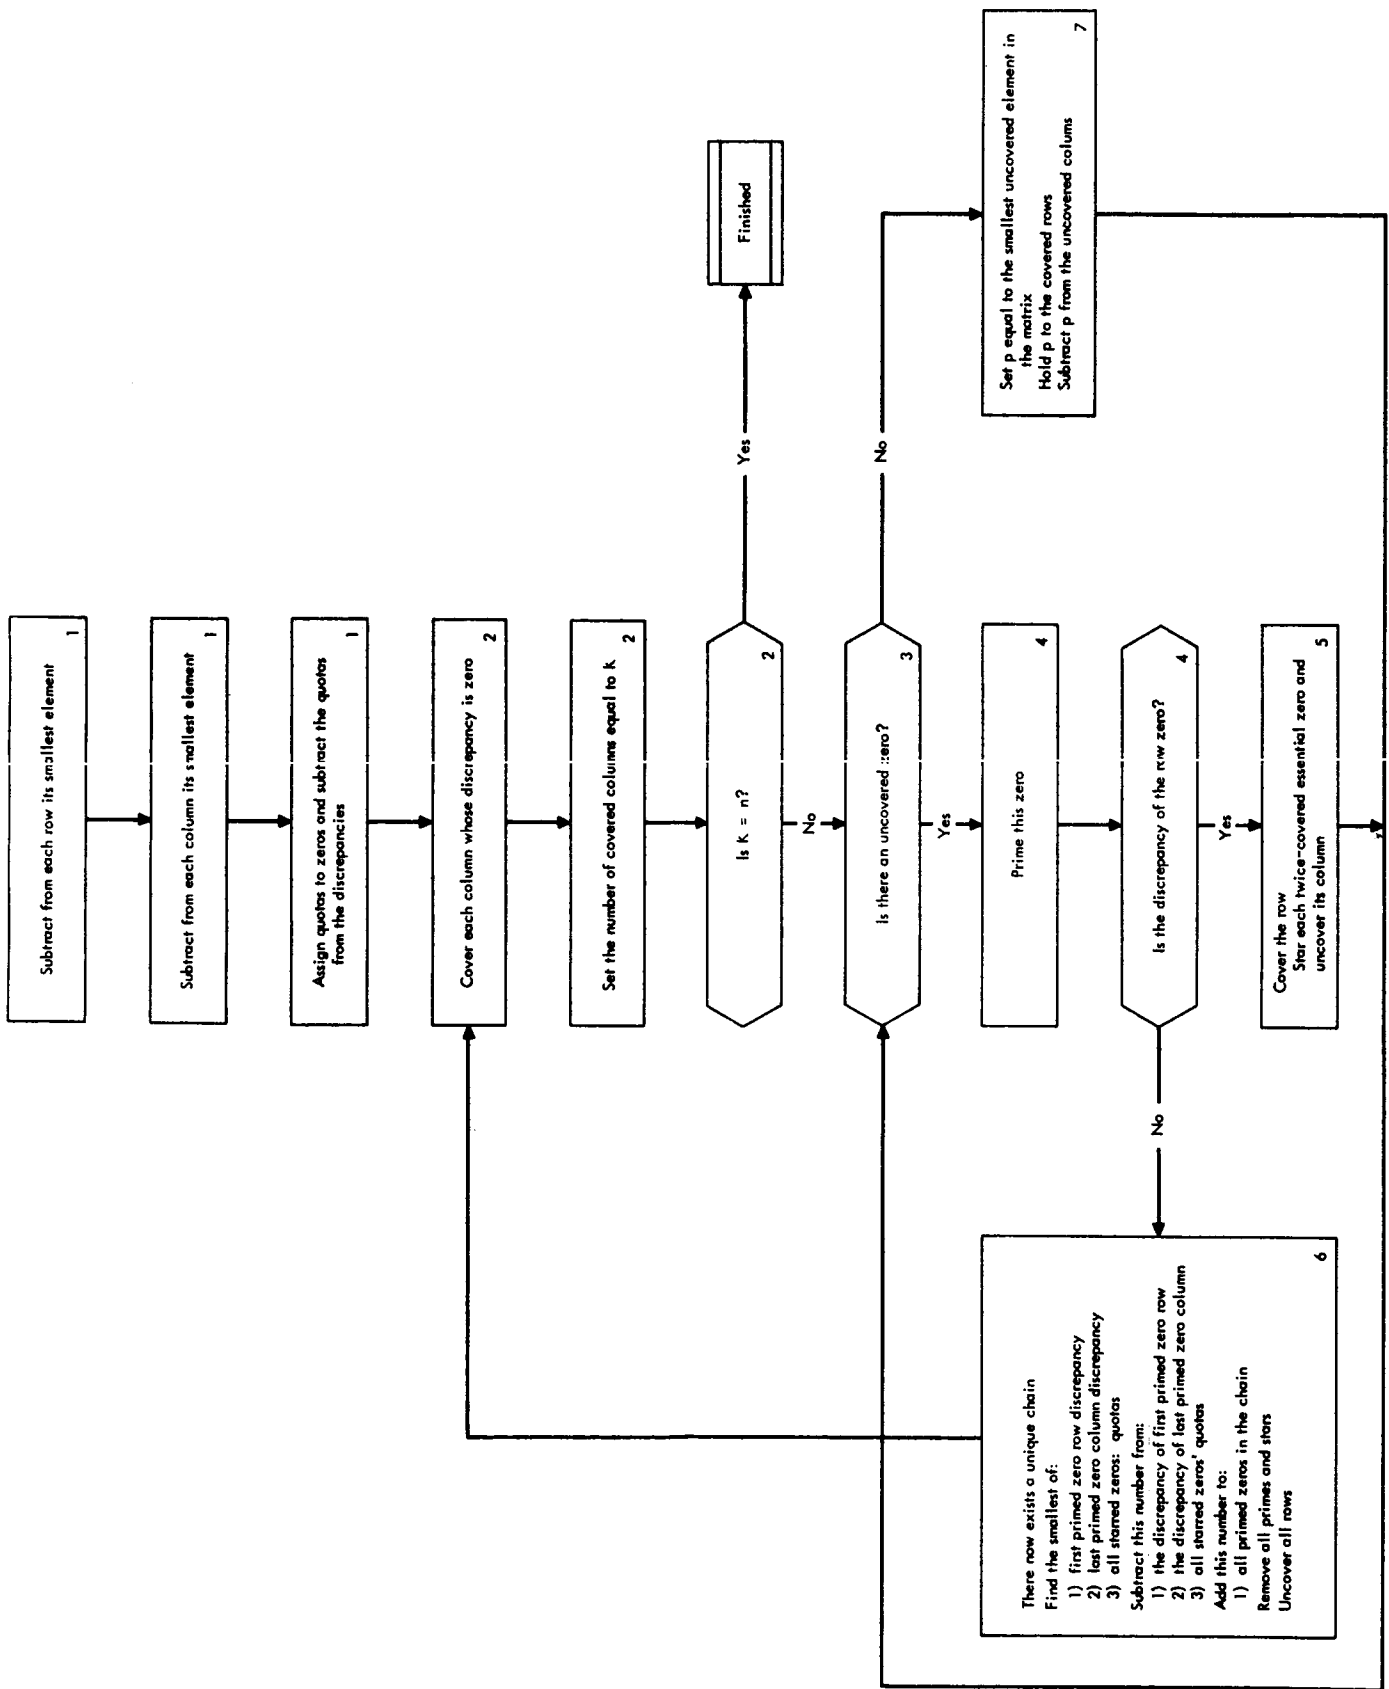 Subtract from each row its smallest element
1
Subtract from each column its smallest element
1
Assign quotas to zeros and subtract the quotas
from the discrepancies
1
Cover each column whose discrepancy is zero
2
Set the number of covered columns equal to k
2
Is K = n?
2
Yes
Finished
No
Is there an uncovered zero?
3
No
Set p equal to the smallest uncovered element in
the matrix
Hold p to the covered rows
Subtract p from the uncovered colums
7
Yes
Prime this zero
4
Is the discrepancy of the row zero?
4
No
There now exists a unique chain
Find the smallest of:
1) first primed zero row discrepancy
2) last primed zero column discrepancy
3) all starred zeros: quotas
Subtract this number from:
1) the discrepancy of first primed zero row
2) the discrepancy of last primed zero column
3) all starred zeros' quotas
Add this number to:
1) all primed zeros in the chain
Remove all primes and stars
Uncover all rows
6
Yes
Cover the row
Star each twice-covered essential zero and
uncover its column
5